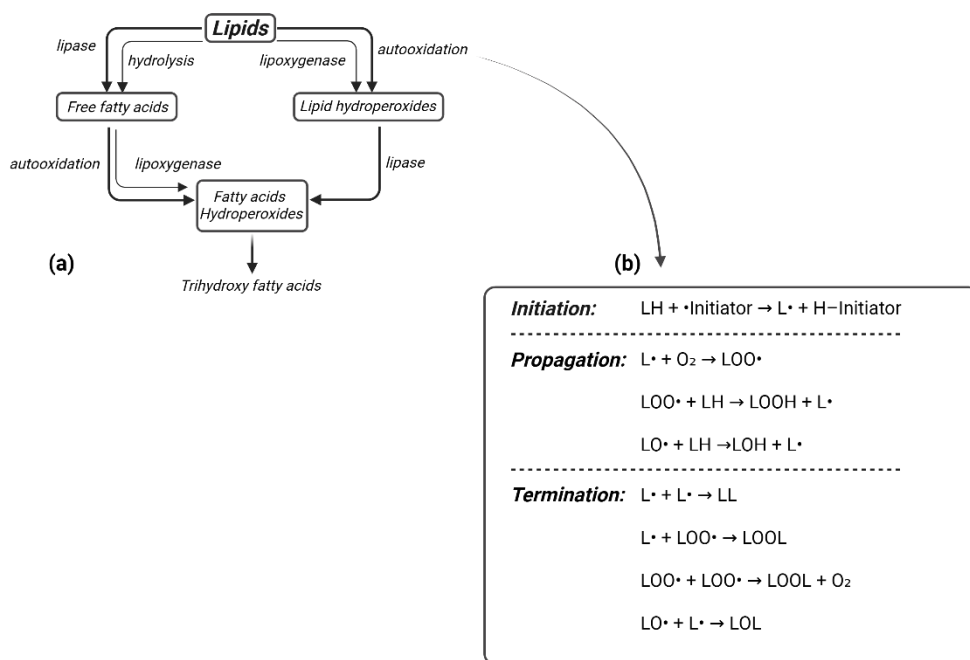 Lipids
lipase
hydrolysis
lipoxygenase
autooxidation
Free fatty acids
Lipid hydroperoxides
autooxidation
lipoxygenase
lipase
Fatty acids
Hydroperoxides
Trihydroxy fatty acids
(a)
(b)
Initiation: LH + •Initiator → L• + H–Initiator
Propagation: L• + O₂ → LOO•
LOO• + LH → LOOH + L•
LO• + LH →LOH + L•
Termination: L• + L• → LL
L• + LOO• → LOOL
LOO• + LOO• → LOOL + O₂
LO• + L• → LOL